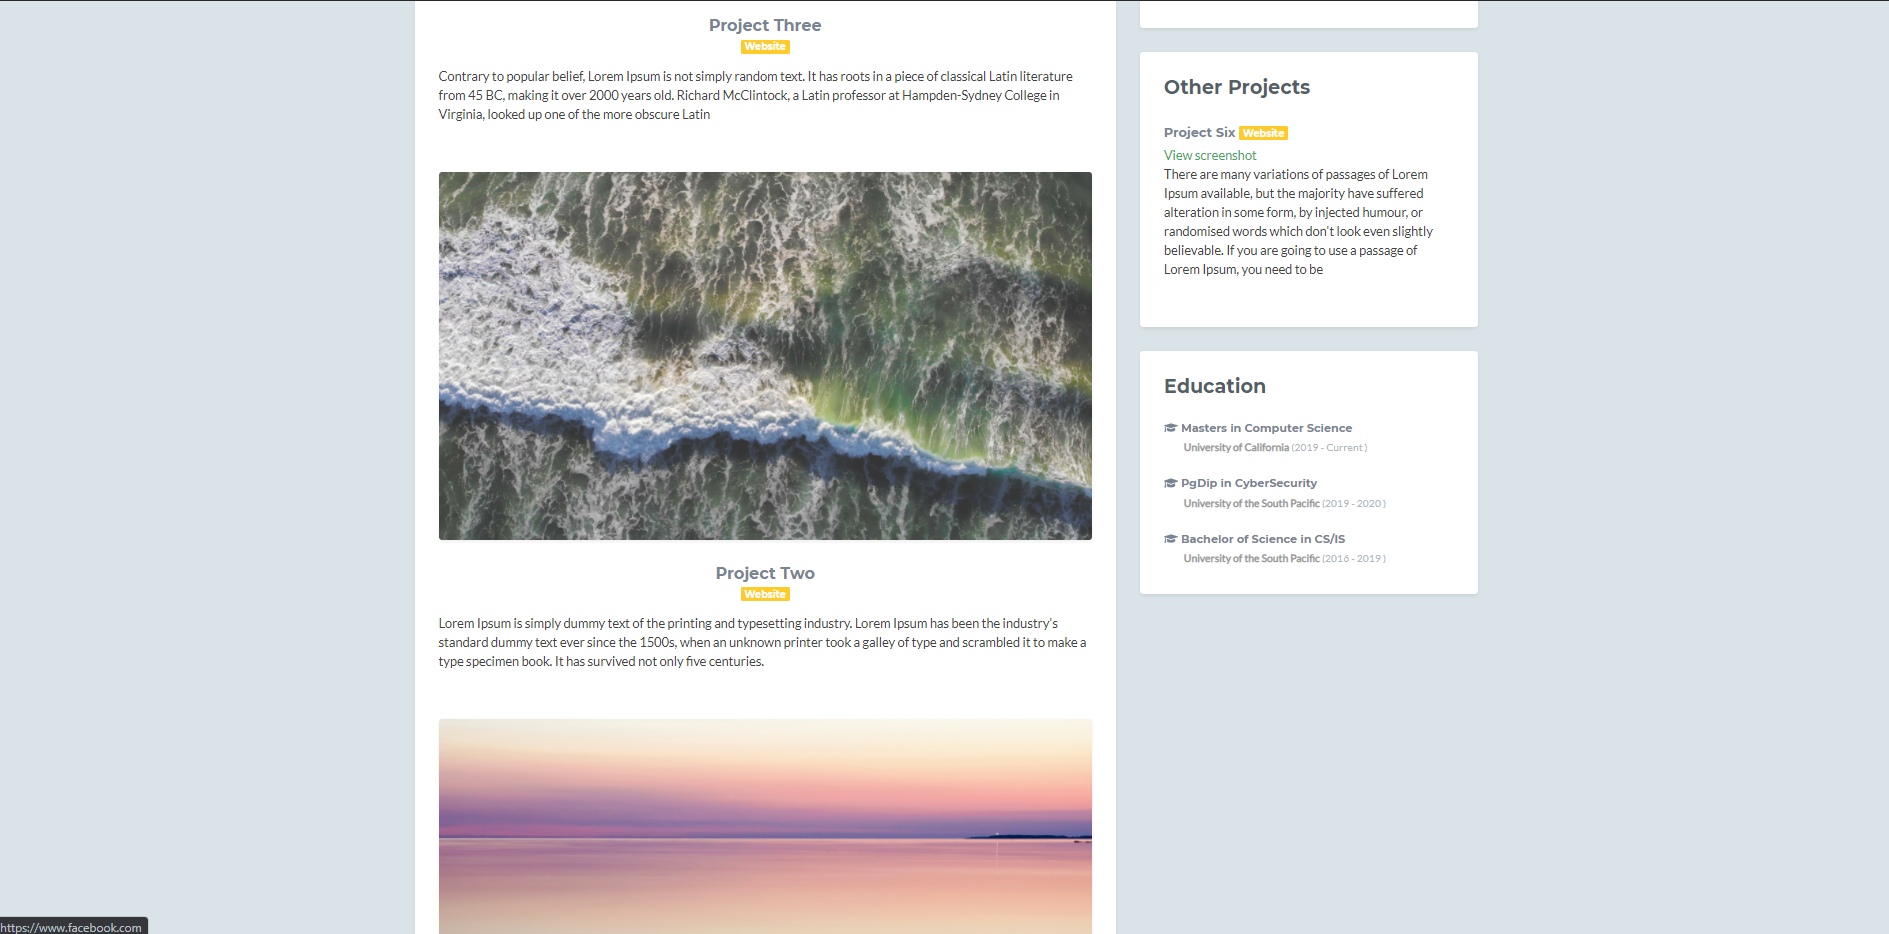 Project Three
Website
Contrary to popular belief, Lorem Ipsum is not simply random text. It has roots in a piece of classical Latin literature
from 45 BC, making it over 2000 years old. Richard McClintock, a Latin professor at Hampden-Sydney College in
Virginia, looked up one of the more obscure Latin
Project Two
Website
Lorem Ipsum is simply dummy text of the printing and typesetting industry. Lorem Ipsum has been the industry's
standard dummy text ever since the 1500s, when an unknown printer took a galley of type and scrambled it to make a
type specimen book. It has survived not only five centuries.
Other Projects
Project Six Website
View screenshot
There are many variations of passages of Lorem
Ipsum available, but the majority have suffered
alteration in some form, by injected humour, or
randomised words which don't look even slightly
believable. If you are going to use a passage of
Lorem Ipsum, you need to be
Education
Masters in Computer Science
University of California (2019 - Current )
PgDip in CyberSecurity
University of the South Pacific (2019 - 2020 )
Bachelor of Science in CS/IS
University of the South Pacific (2016 - 2019 )
https://www.facebook.com